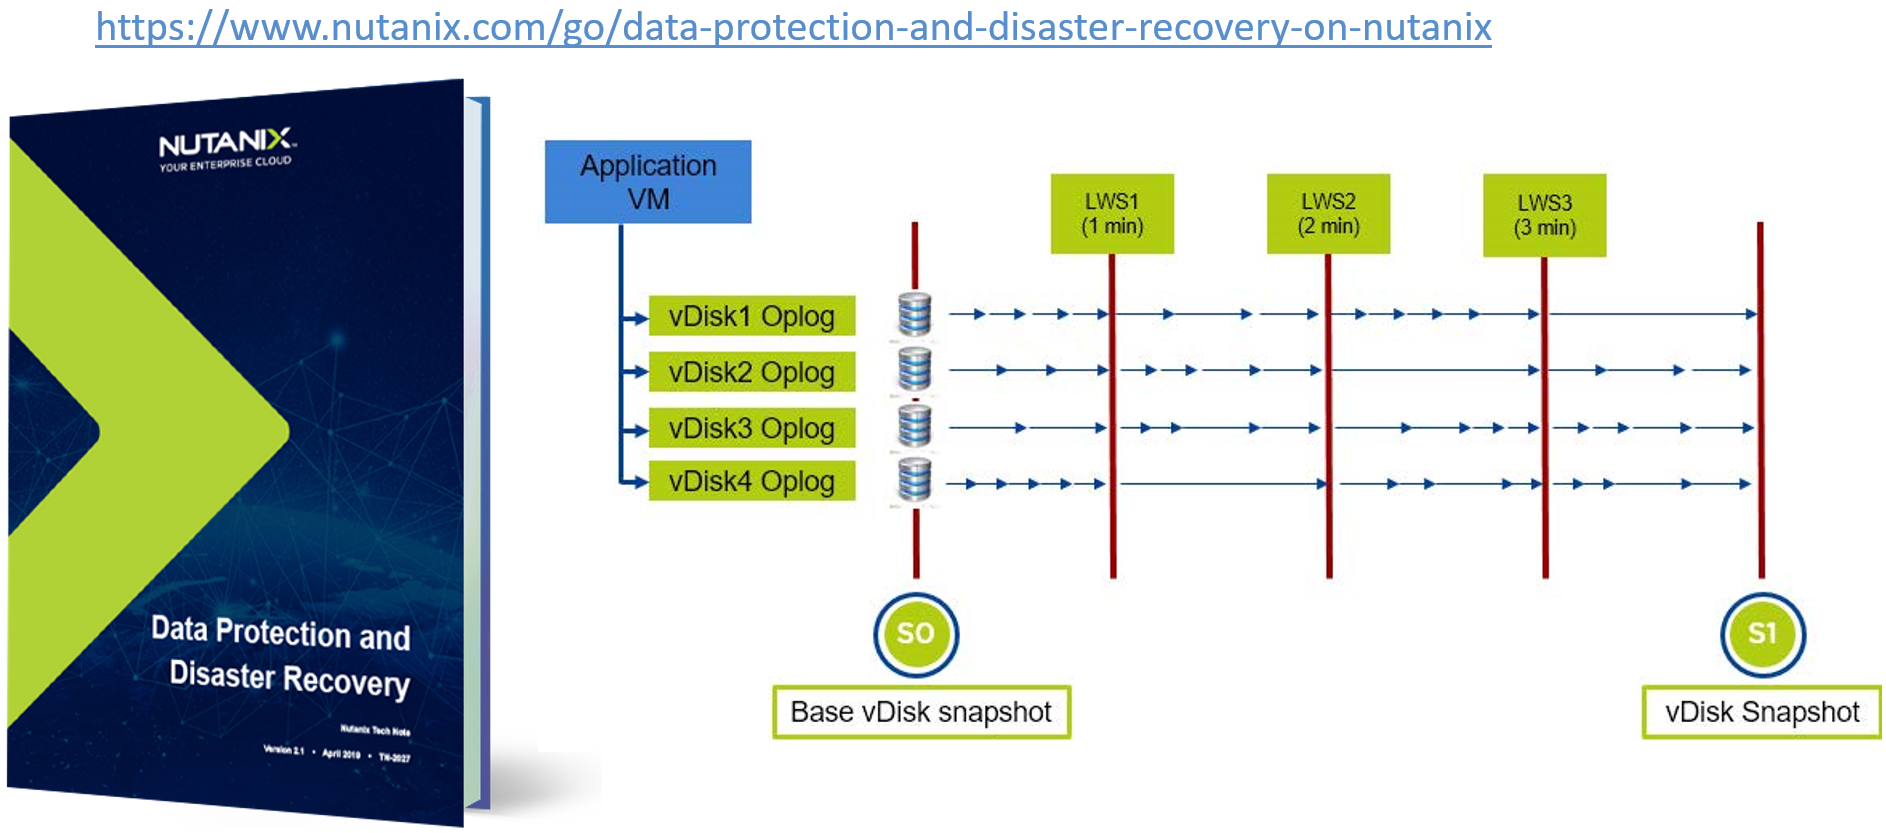 https://www.nutanix.com/go/data-protection-and-disaster-recovery-on-nutanix
NUTANIX™
YOUR ENTERPRISE CLOUD
Data Protection and
Disaster Recovery
Nutanix Tech Note
Version 2.1 • April 2019 • TN-2027
Application
VM
vDisk1 Oplog
vDisk2 Oplog
vDisk3 Oplog
vDisk4 Oplog
LWS1
(1 min)
LWS2
(2 min)
LWS3
(3 min)
S0
Base vDisk snapshot
S1
vDisk Snapshot